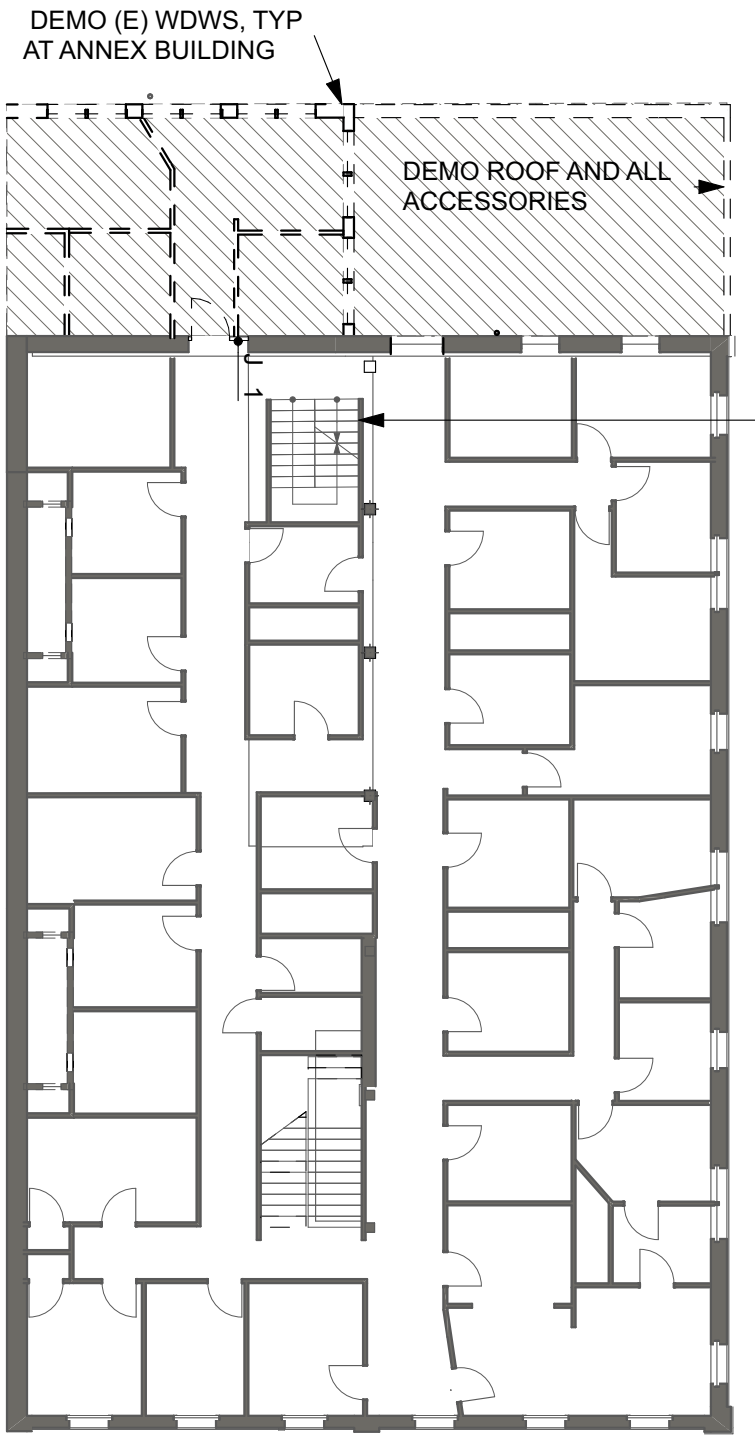 DEMO (E) WDWS, TYP
AT ANNEX BUILDING
DEMO ROOF AND ALL
ACCESSORIES